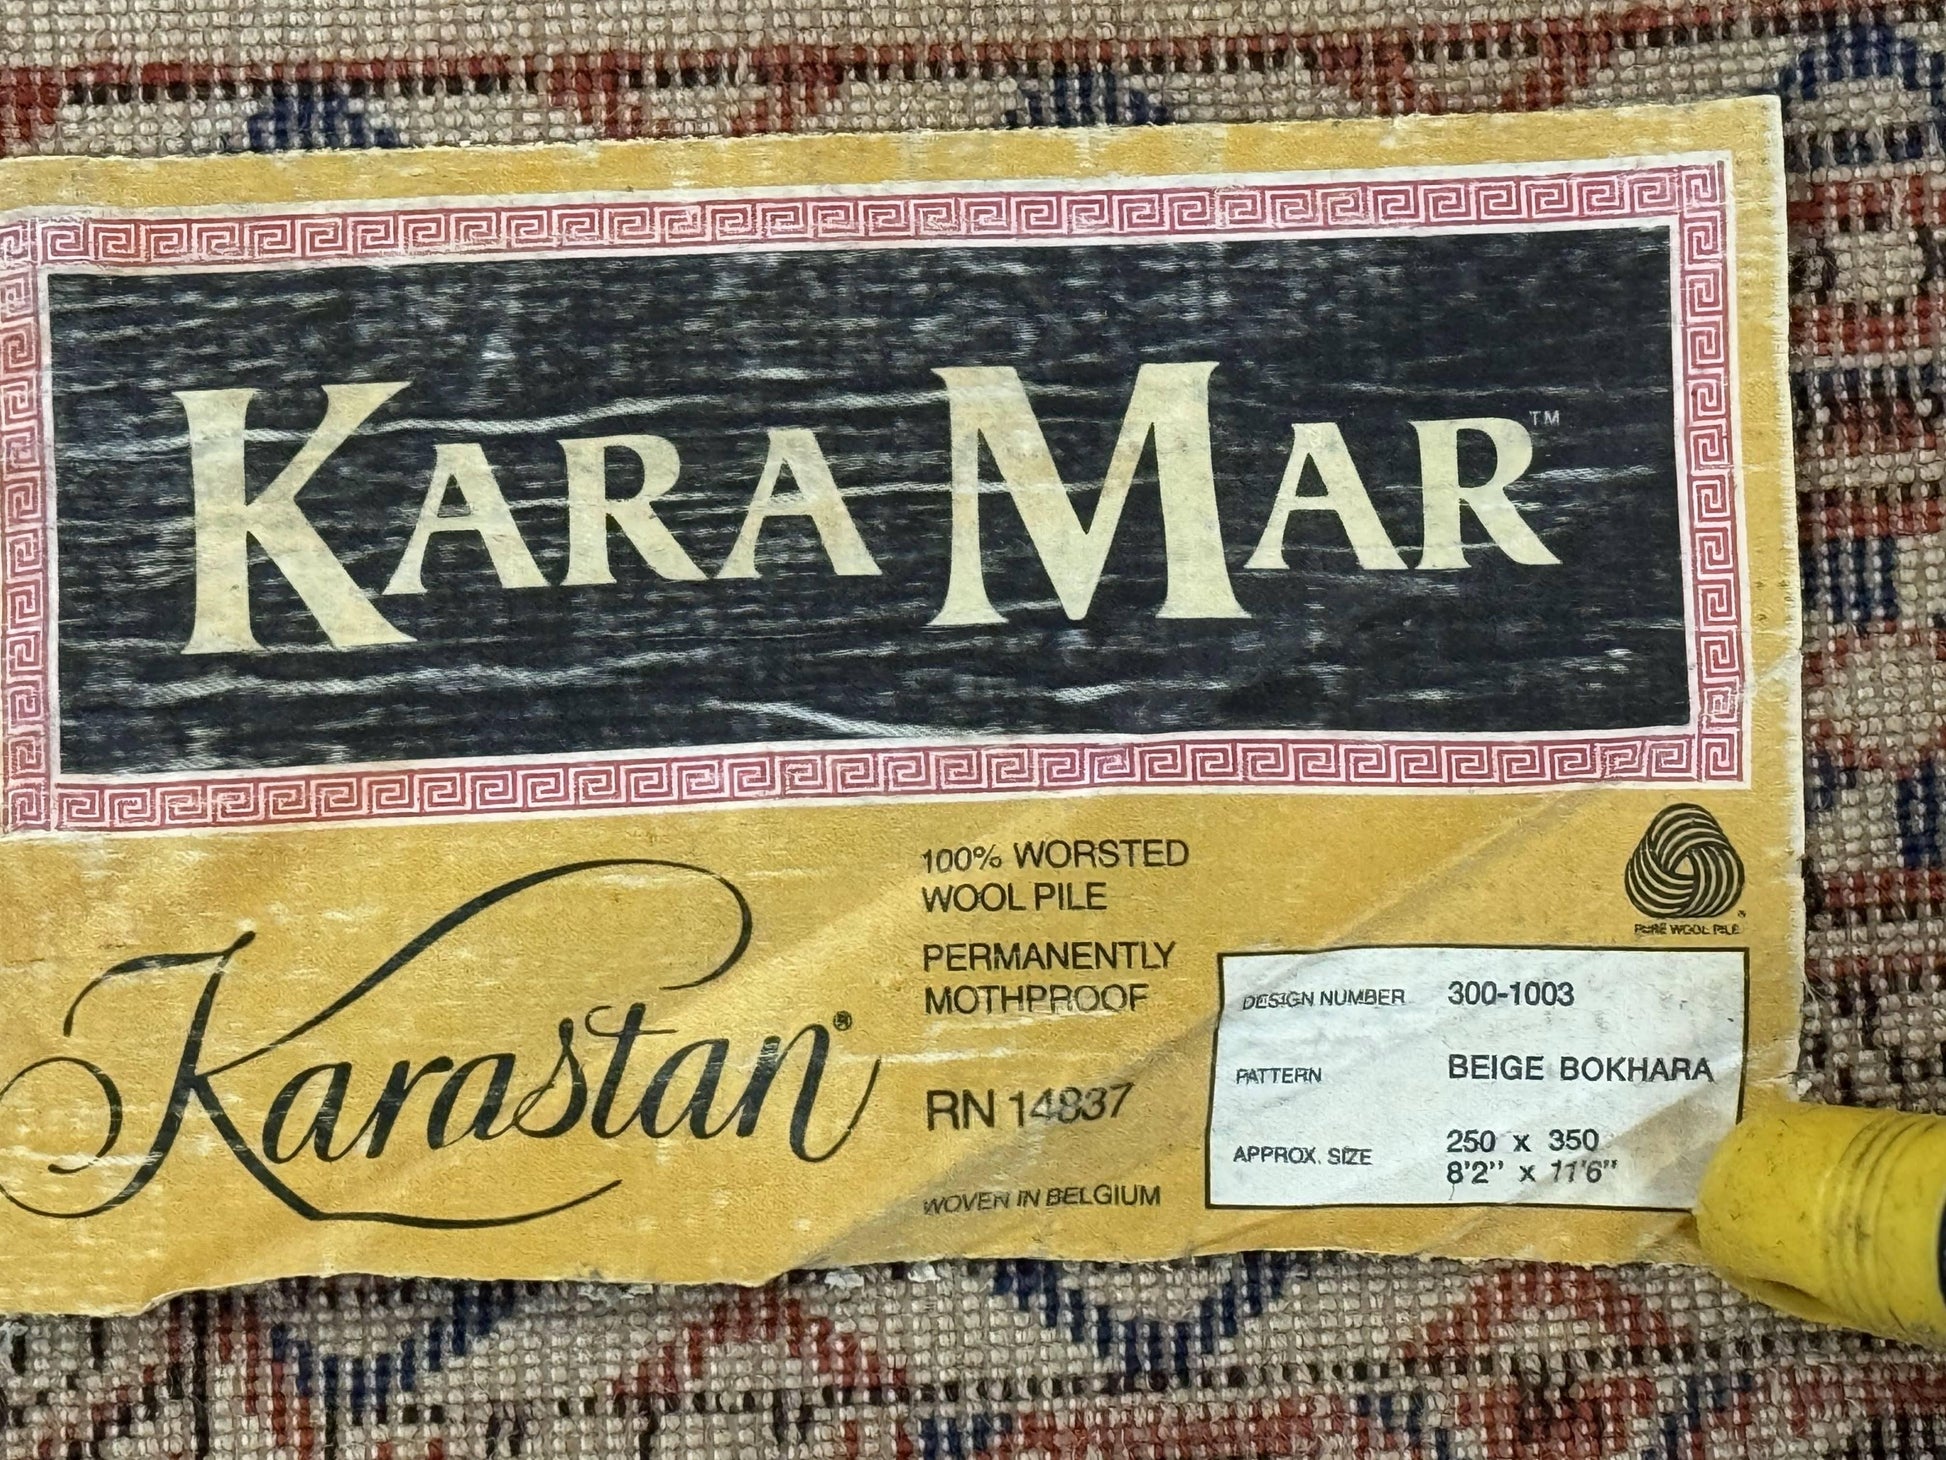 KARA MAR™
Karastan®
100% WORSTED
WOOL PILE
PERMANENTLY
MOTHPROOF
RN 14837
WOVEN IN BELGIUM
®
PURE WOOL PILE
DESIGN NUMBER 300-1003
PATTERN BEIGE BOKHARA
APPROX. SIZE 250 x 350
8'2" x 11'6"